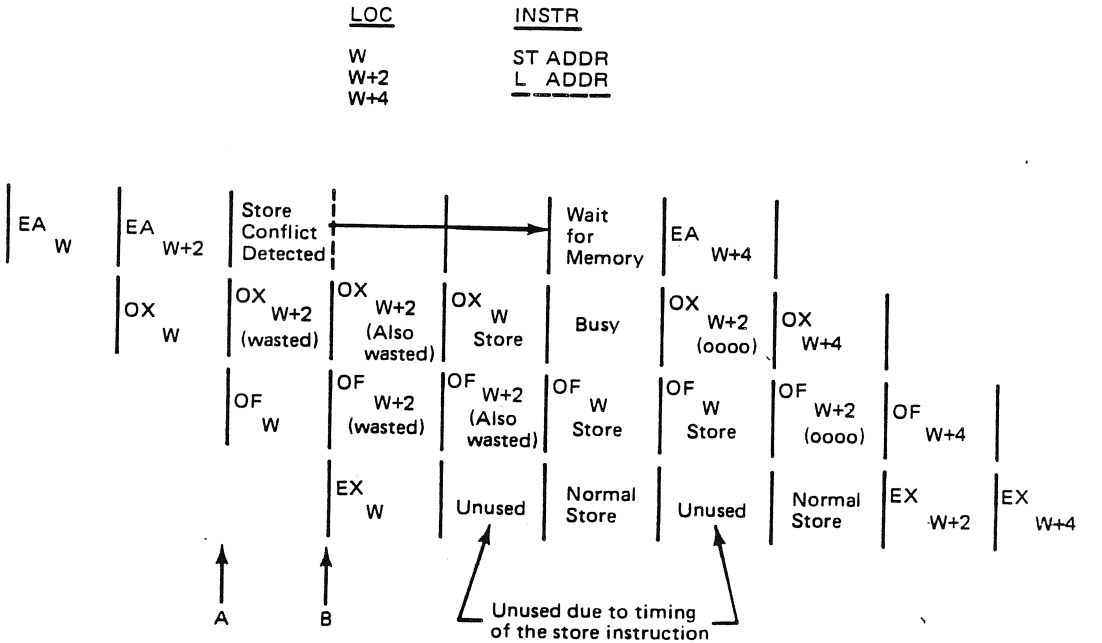 LOC INSTR
W ST ADDR
W+2 L ADDR
W+4
EA W
EA W+2
Store
Conflict
Detected
Wait
for
Memory
EA W+4
OX W
OX W+2
(wasted)
OX W+2
(Also
wasted)
OX W
Store
Busy
OX W+2
(oooo)
OX W+4
OF W
OF W+2
(wasted)
OF W+2
(Also
wasted)
OF W
Store
OF W
Store
OF W+2
(oooo)
OF W+4
EX W
Unused
Normal
Store
Unused
Normal
Store
EX W+2
EX W+4
A B
Unused due to timing
of the store instruction